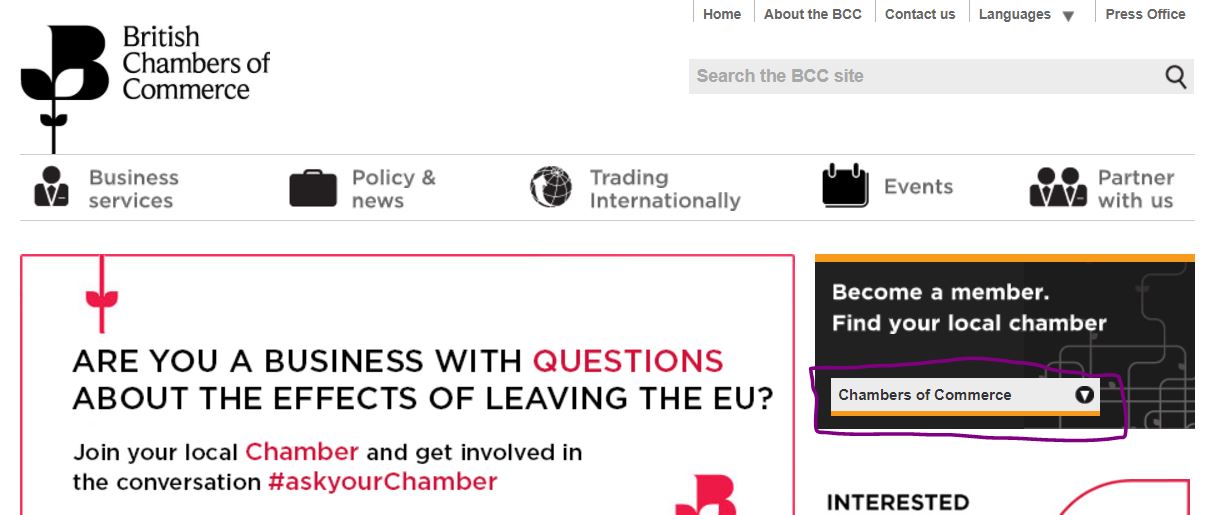 Home
About the BCC
Contact us
Languages
Press Office
British
Chambers of
Commerce
Search the BCC site
Business
services
Policy &
news
Trading
Internationally
Events
Partner
with us
ARE YOU A BUSINESS WITH QUESTIONS
ABOUT THE EFFECTS OF LEAVING THE EU?
Join your local Chamber and get involved in
the conversation #askyourChamber
Become a member.
Find your local chamber
Chambers of Commerce
INTERESTED